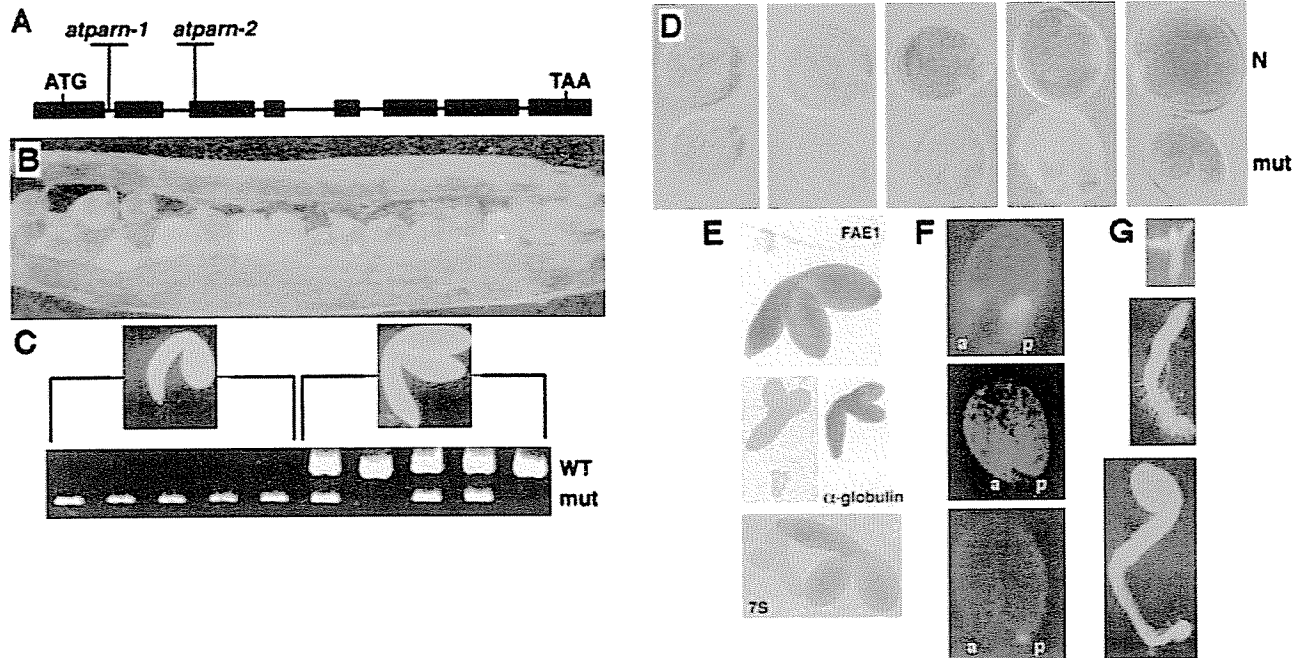 A
atparn-1 atparn-2
ATG
TAA
B
C
WT
mut
D
N
mut
E
FAE1
α-globulin
7S
F
a p
a p
a p
G